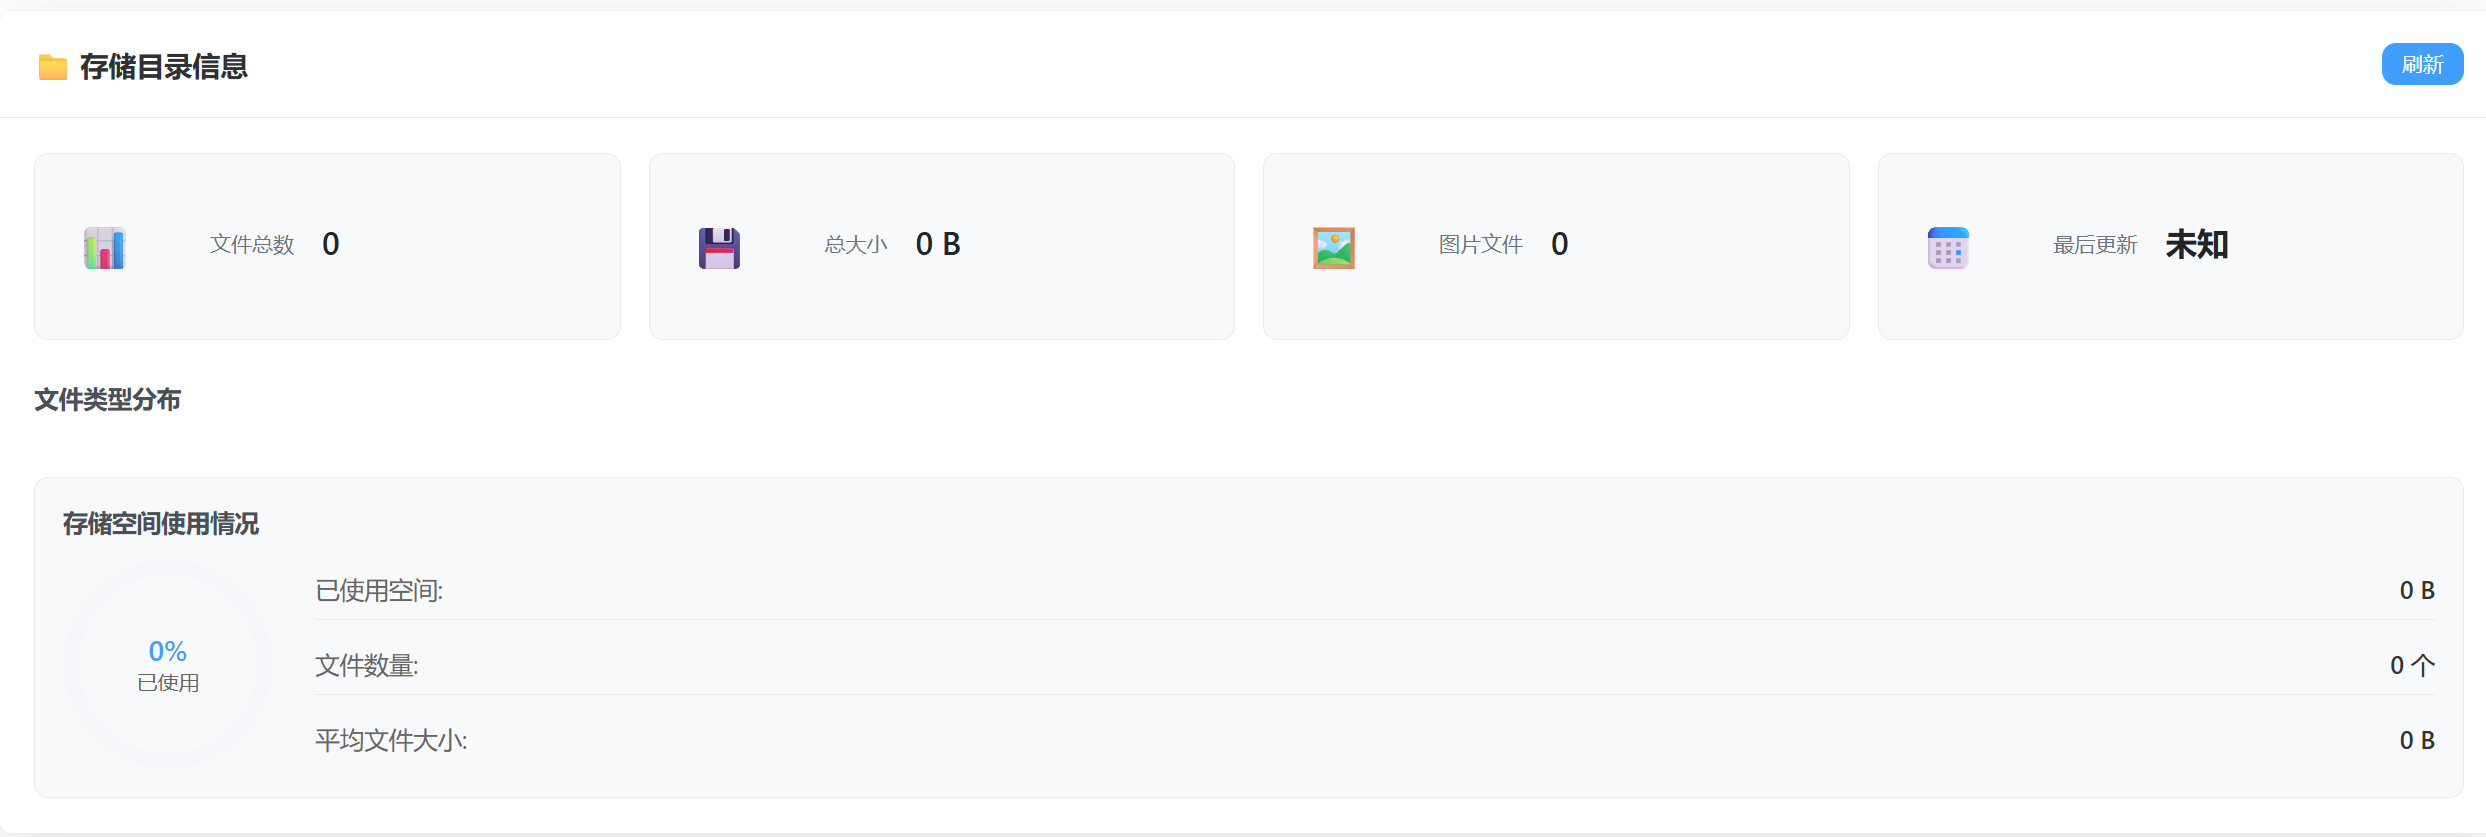 存储目录信息
刷新
文件总数 0
总大小 0 B
图片文件 0
最后更新 未知
文件类型分布
存储空间使用情况
0%
已使用
已使用空间: 0 B
文件数量: 0 个
平均文件大小: 0 B